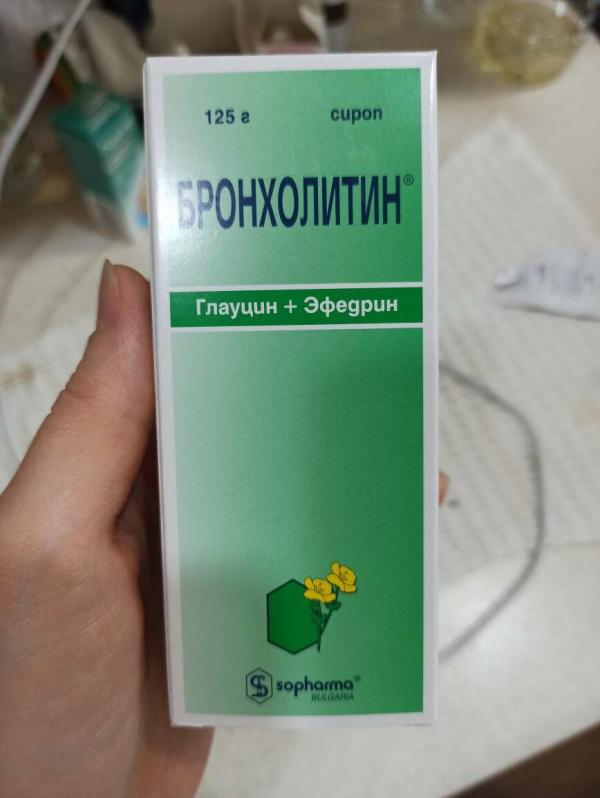 125 г
сироп
БРОНХОЛИТИН®
Глауцин + Эфедрин
sopharma®
BULGARIA